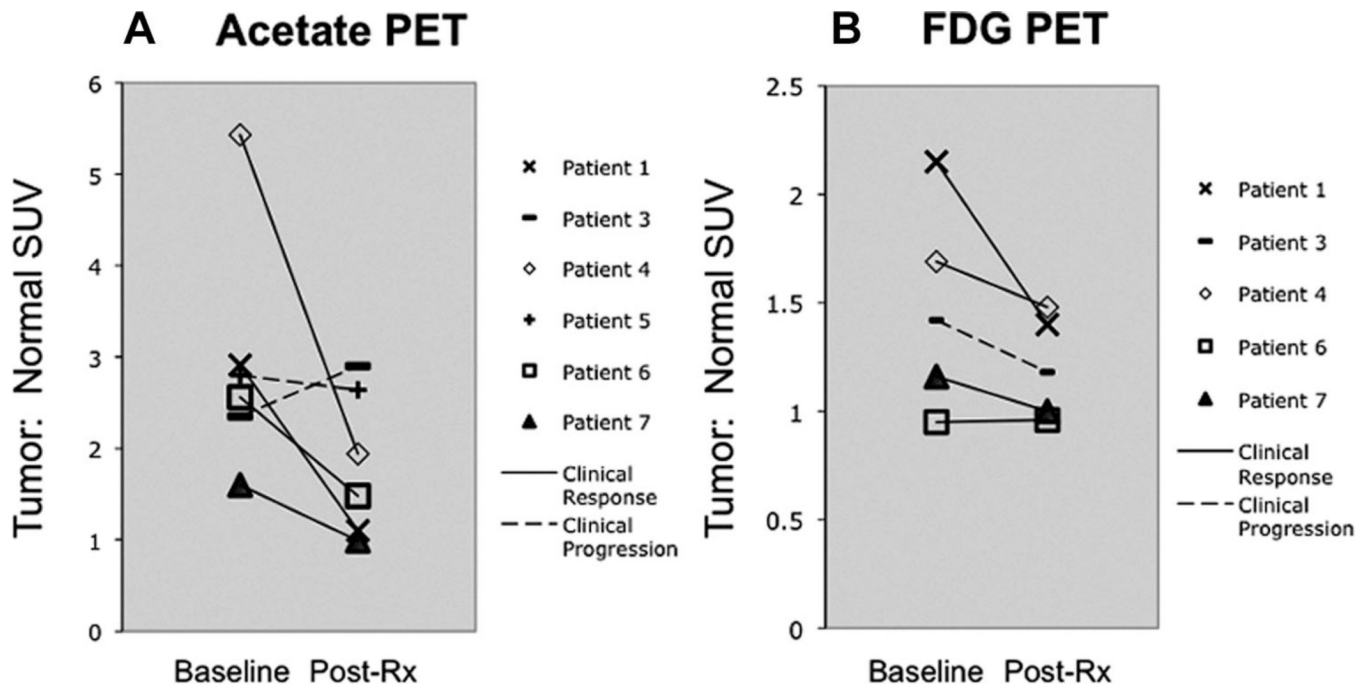 A Acetate PET
Tumor: Normal SUV
6
5
4
3
2
1
0
Baseline Post-Rx
Patient 1
Patient 3
Patient 4
Patient 5
Patient 6
Patient 7
Clinical
Response
Clinical
Progression
B FDG PET
Tumor: Normal SUV
2.5
2
1.5
1
0.5
0
Baseline Post-Rx
Patient 1
Patient 3
Patient 4
Patient 6
Patient 7
Clinical
Response
Clinical
Progression